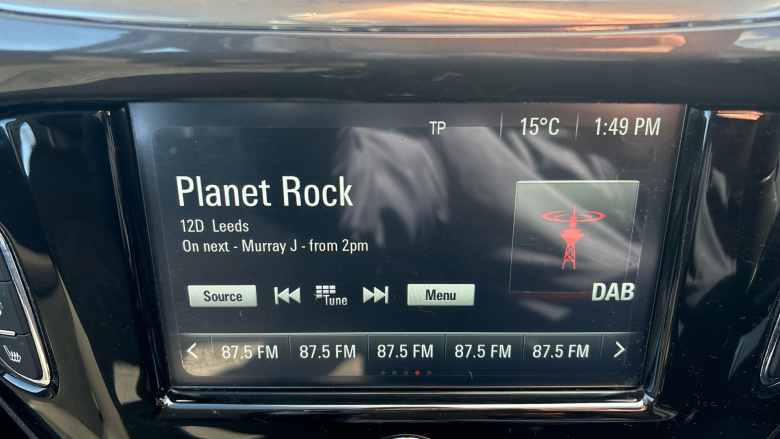 TP 15°C 1:49 PM
Planet Rock
12D Leeds
On next - Murray J - from 2pm
DAB
Source Tune Menu
87.5 FM 87.5 FM 87.5 FM 87.5 FM 87.5 FM